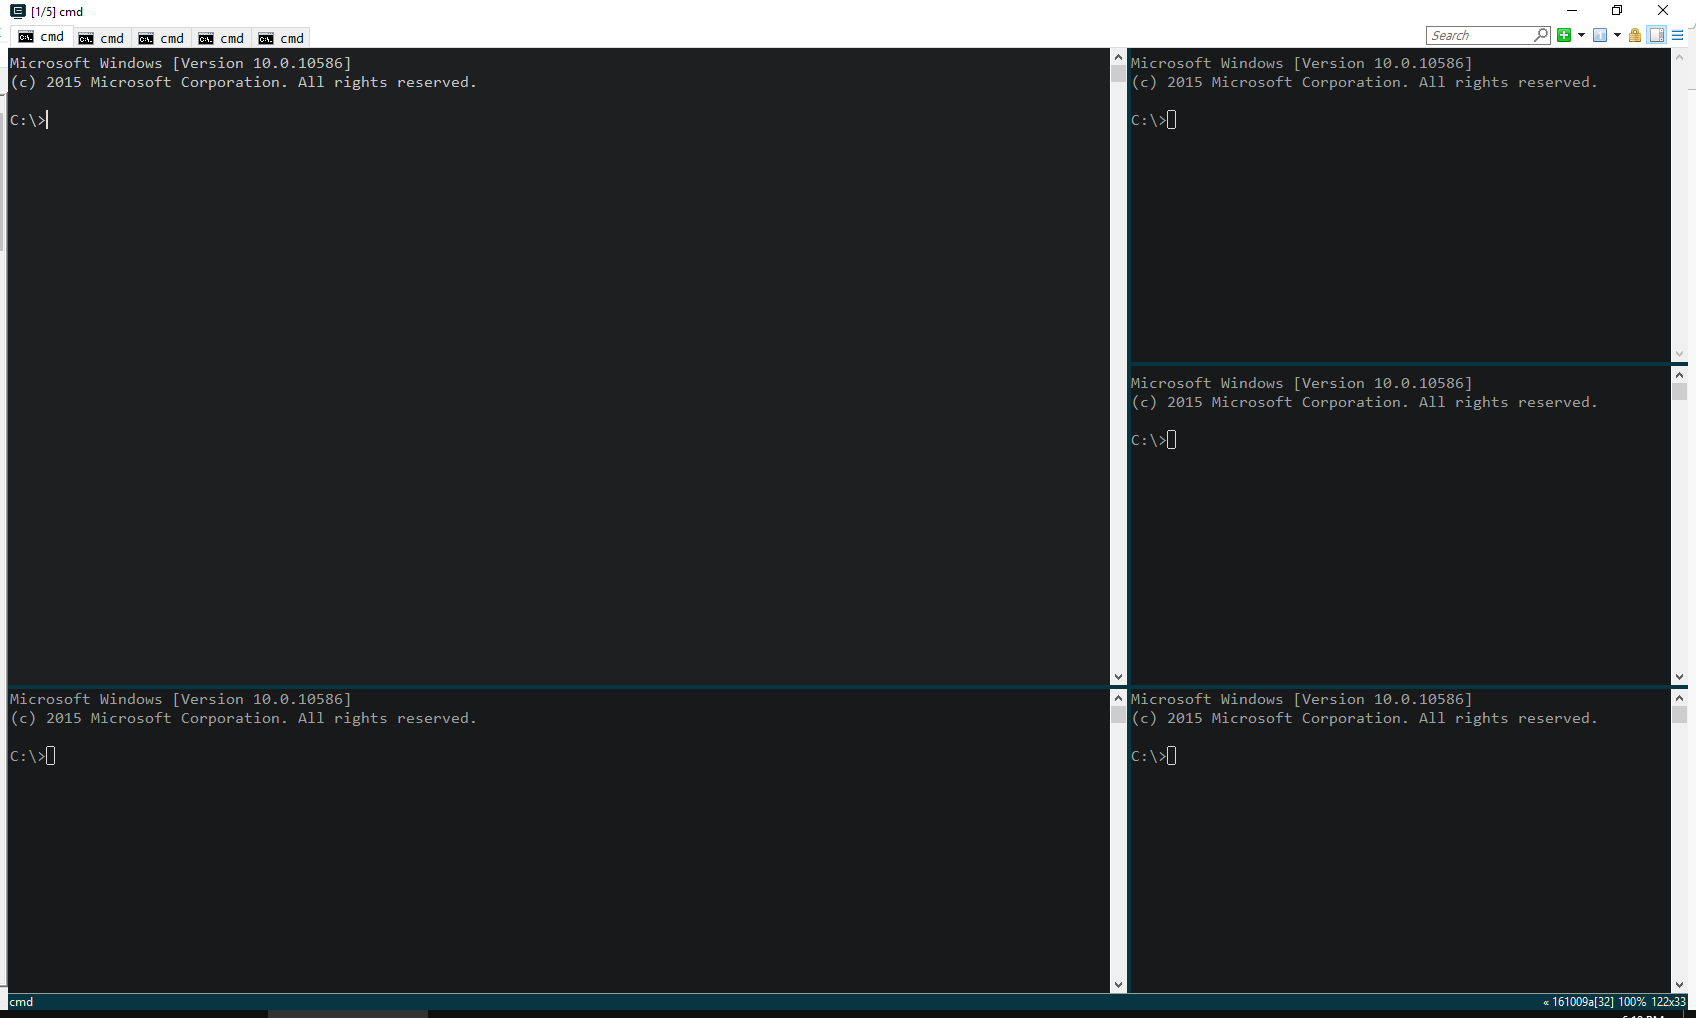 [1/5] cmd
cmd cmd cmd cmd cmd
Search
Microsoft Windows [Version 10.0.10586]
(c) 2015 Microsoft Corporation. All rights reserved.
C:\>
Microsoft Windows [Version 10.0.10586]
(c) 2015 Microsoft Corporation. All rights reserved.
C:\>
Microsoft Windows [Version 10.0.10586]
(c) 2015 Microsoft Corporation. All rights reserved.
C:\>
Microsoft Windows [Version 10.0.10586]
(c) 2015 Microsoft Corporation. All rights reserved.
C:\>
Microsoft Windows [Version 10.0.10586]
(c) 2015 Microsoft Corporation. All rights reserved.
C:\>
cmd
« 161009a[32] 100% 122x33